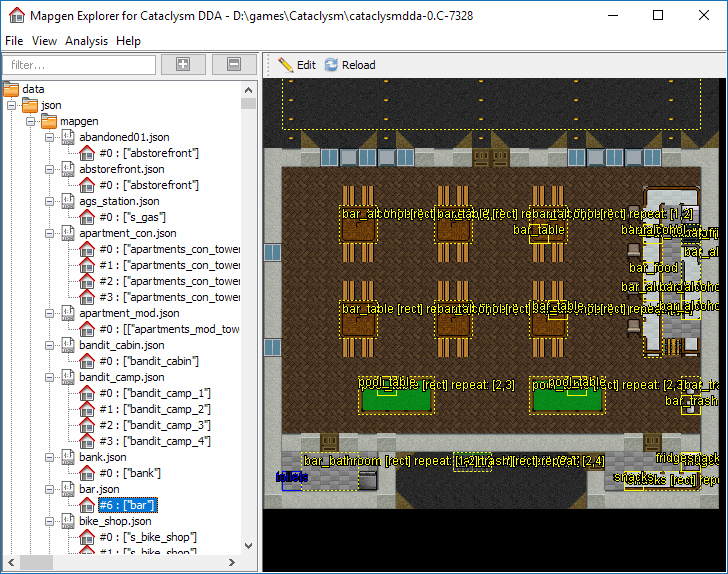 Mapgen Explorer for Cataclysm DDA - D:\games\Cataclysm\cataclysmdda-0.C-7328
File View Analysis Help
filter...
Edit Reload
data
json
mapgen
abandoned01.json
#0 : ["abstorefront"]
abstorefront.json
#0 : ["abstorefront"]
ags_station.json
#0 : ["s_gas"]
apartment_con.json
#0 : ["apartments_con_tower
#1 : ["apartments_con_tower
#2 : ["apartments_con_tower
#3 : ["apartments_con_tower
apartment_mod.json
#0 : [["apartments_mod_tow
bandit_cabin.json
#0 : ["bandit_cabin"]
bandit_camp.json
#0 : ["bandit_camp_1"]
#1 : ["bandit_camp_2"]
#2 : ["bandit_camp_3"]
#3 : ["bandit_camp_4"]
bank.json
#0 : ["bank"]
bar.json
#6 : ["bar"]
bike_shop.json
#0 : ["s_bike_shop"]
#1 : ["s_bike_shop"]
repeat: [1,2]
bar_table
bar_food
bar_table [rect] repeat:
bar_table
pool_table [rect] repeat: [2,3]
pool_table [rect] repeat: [2,3]
bar_trash
bar_bathroom [rect] repeat: [1,2] trash [rect] repeat: [2,4]
snacks [rect]